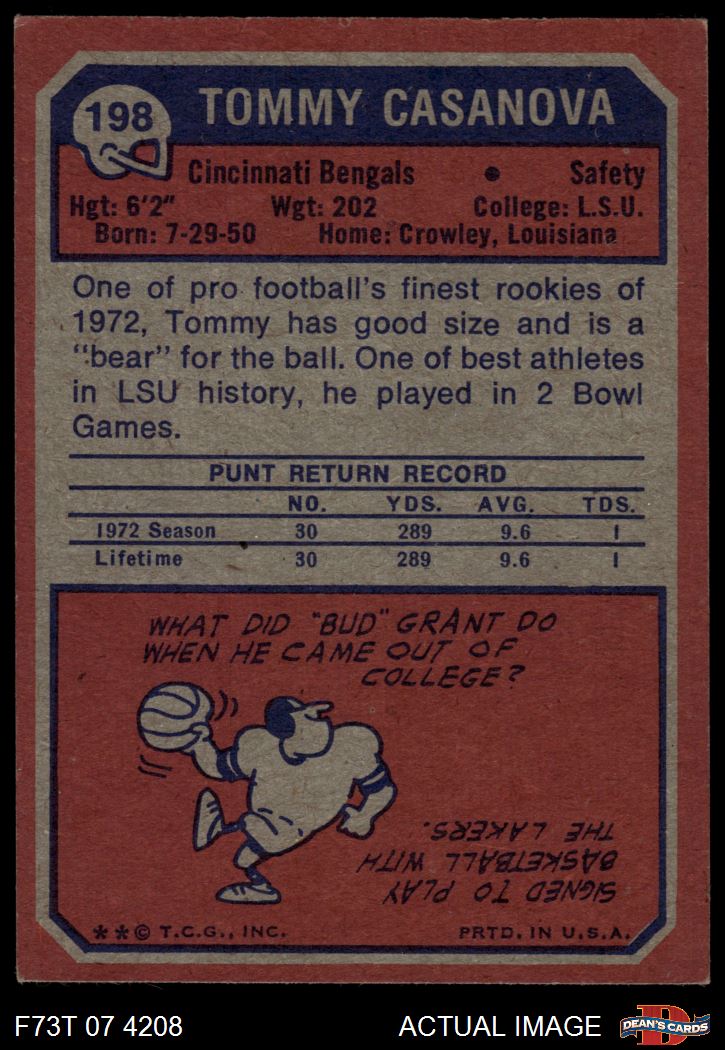 198
TOMMY CASANOVA
Cincinnati Bengals • Safety
Hgt: 6'2" Wgt: 202 College: L.S.U.
Born: 7-29-50 Home: Crowley, Louisiana
One of pro football's finest rookies of
1972, Tommy has good size and is a
"bear" for the ball. One of best athletes
in LSU history, he played in 2 Bowl
Games.
PUNT RETURN RECORD
NO. YDS. AVG. TDS.
1972 Season 30 289 9.6 1
Lifetime 30 289 9.6 1
WHAT DID "BUD" GRANT DO
WHEN HE CAME OUT OF
COLLEGE?
SIGNED TO PLAY
BASKETBALL WITH
THE LAKERS.
**© T.C.G., INC. PRTD. IN U.S.A.
F73T 07 4208 ACTUAL IMAGE
D
DEAN'S CARDS